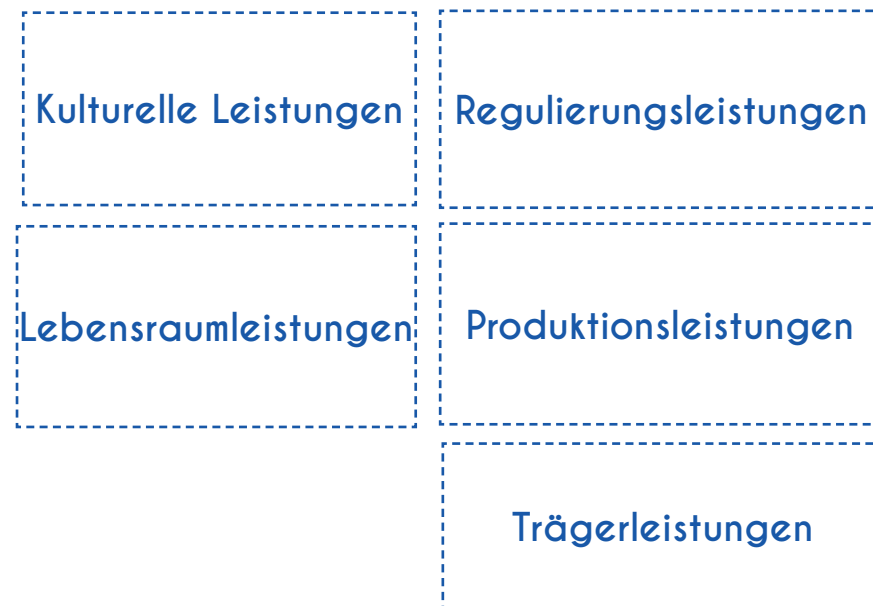 Kulturelle Leistungen
Regulierungsleistungen
Lebensraumleistungen
Produktionsleistungen
Trägerleistungen